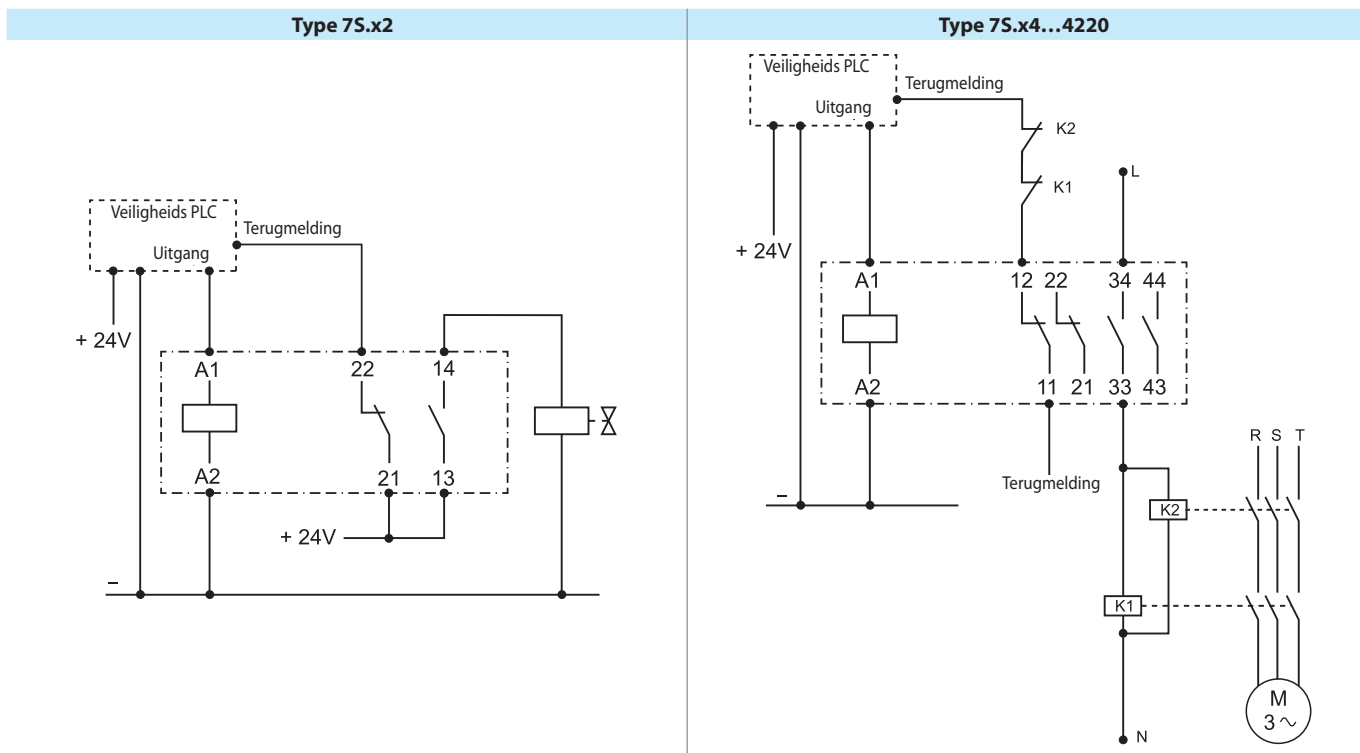 Type 7S.x2
Veiligheids PLC
Uitgang
Terugmelding
+ 24V
A1 22 14
A2 21 13
+ 24V
–
Type 7S.x4…4220
Veiligheids PLC
Uitgang
Terugmelding
K2
K1
L
+ 24V
A1 12 22 34 44
A2 11 21 33 43
Terugmelding
–
R S T
K2
K1
M
3 ~
N